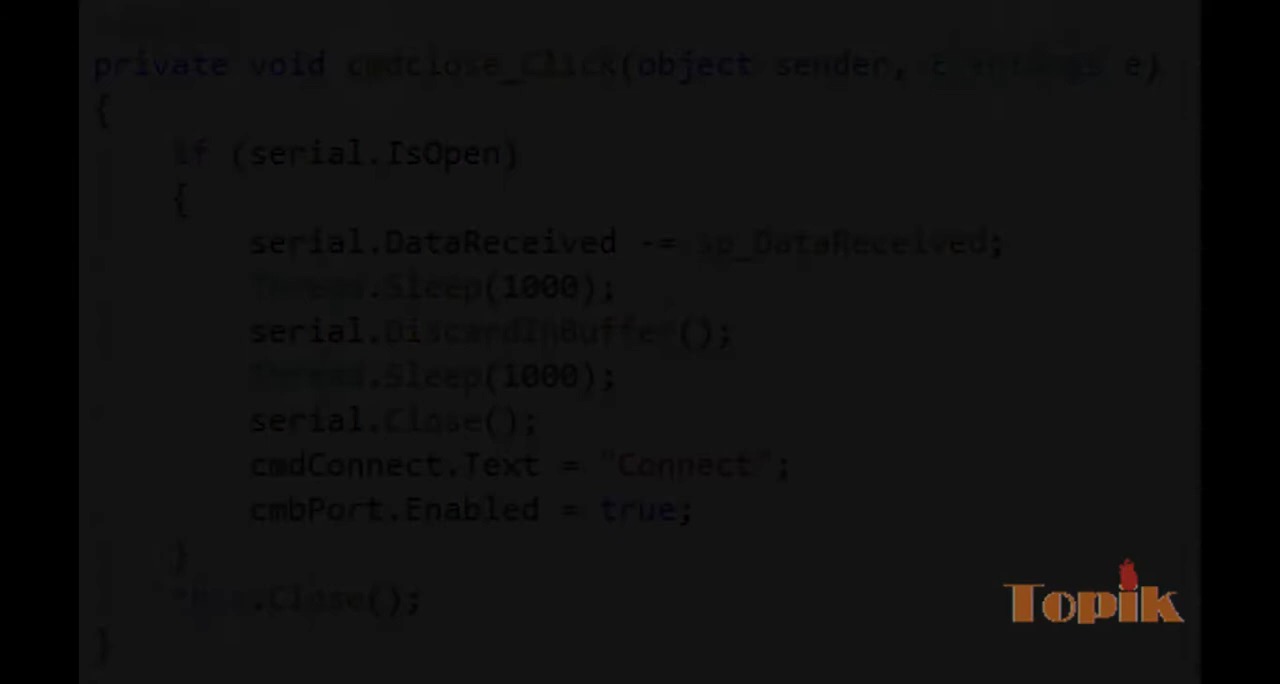 private void cmdclose_Click(object sender, EventArgs e)
{
if (serial.IsOpen)
{
serial.DataReceived -= sp_DataReceived;
Thread.Sleep(1000);
serial.DiscardInBuffer();
Thread.Sleep(1000);
serial.Close();
cmdConnect.Text = "Connect";
cmbPort.Enabled = true;
}
this.Close();
}
Topik